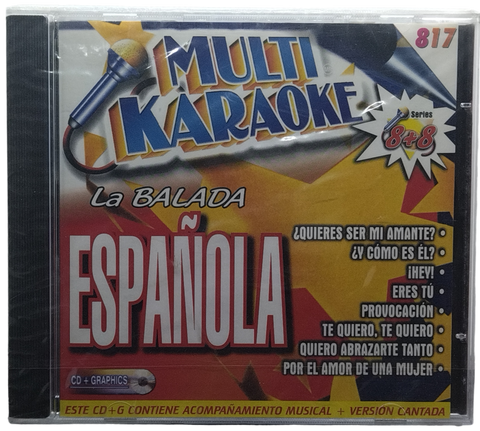 817
MULTI
KARAOKE
Series
8+8
La BALADA
ESPAÑOLA
¿QUIERES SER MI AMANTE?
¿Y CÓMO ES ÉL?
¡HEY!
ERES TÚ
PROVOCACIÓN
TE QUIERO, TE QUIERO
QUIERO ABRAZARTE TANTO
POR EL AMOR DE UNA MUJER
CD + GRAPHICS
ESTE CD+G CONTIENE ACOMPAÑAMIENTO MUSICAL + VERSIÓN CANTADA